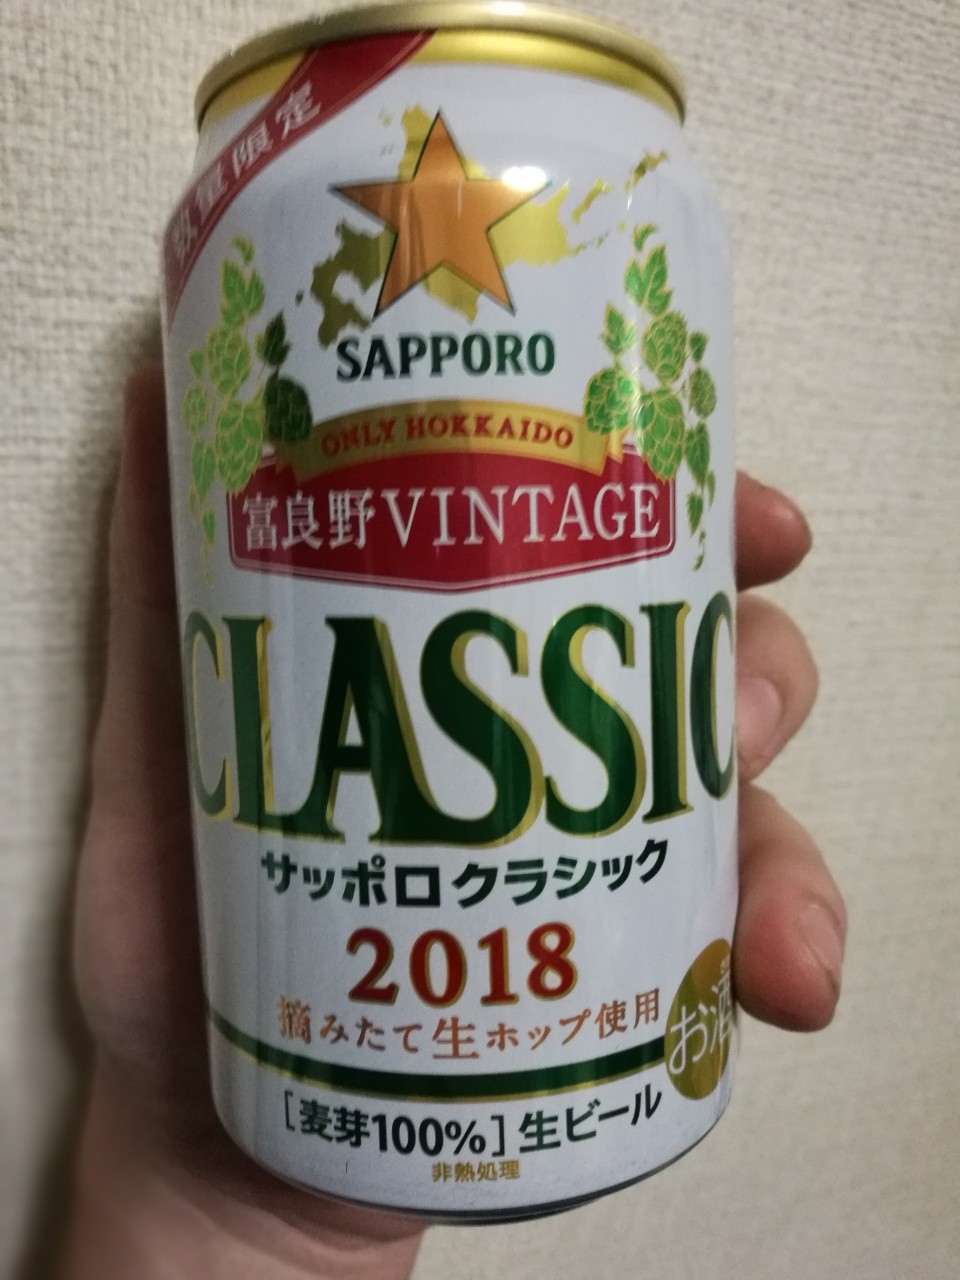 数量限定
SAPPORO
ONLY HOKKAIDO
富良野VINTAGE
CLASSIC
サッポロクラシック
2018
摘みたて生ホップ使用
お酒
[麦芽100%]生ビール
非熱処理